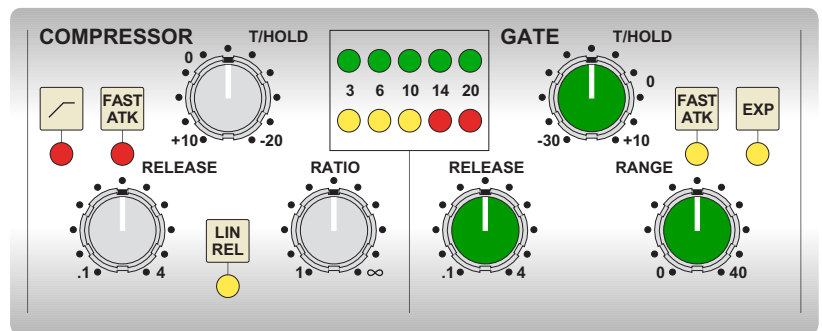 COMPRESSOR
T/HOLD
0
+10
-20
FAST
ATK
RELEASE
.1
4
LIN
REL
RATIO
1
∞
3 6 10 14 20
GATE
T/HOLD
0
-30
+10
FAST
ATK
EXP
RELEASE
.1
4
RANGE
0
40